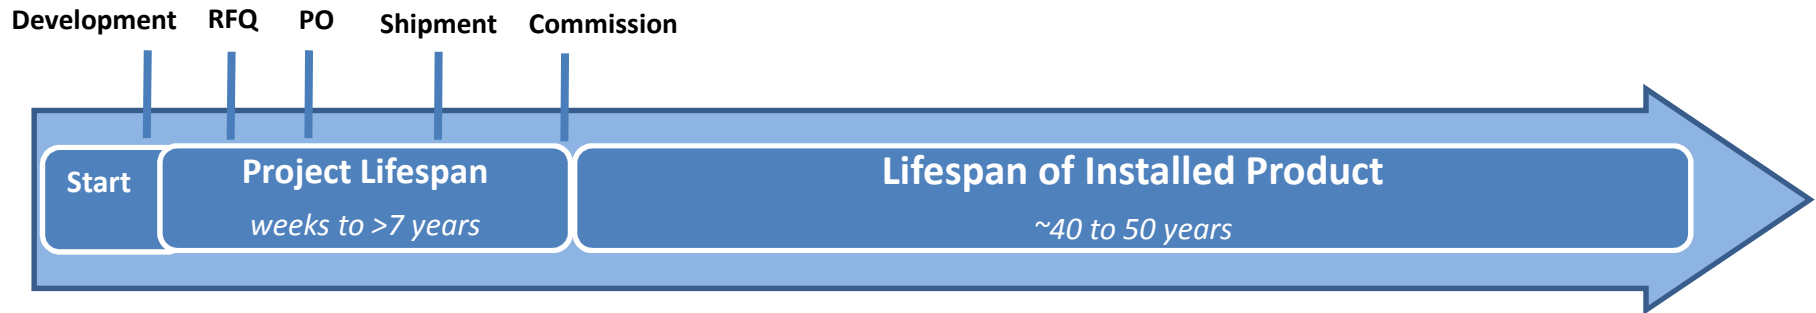 Development RFQ PO Shipment Commission
Start
Project Lifespan
weeks to >7 years
Lifespan of Installed Product
~40 to 50 years